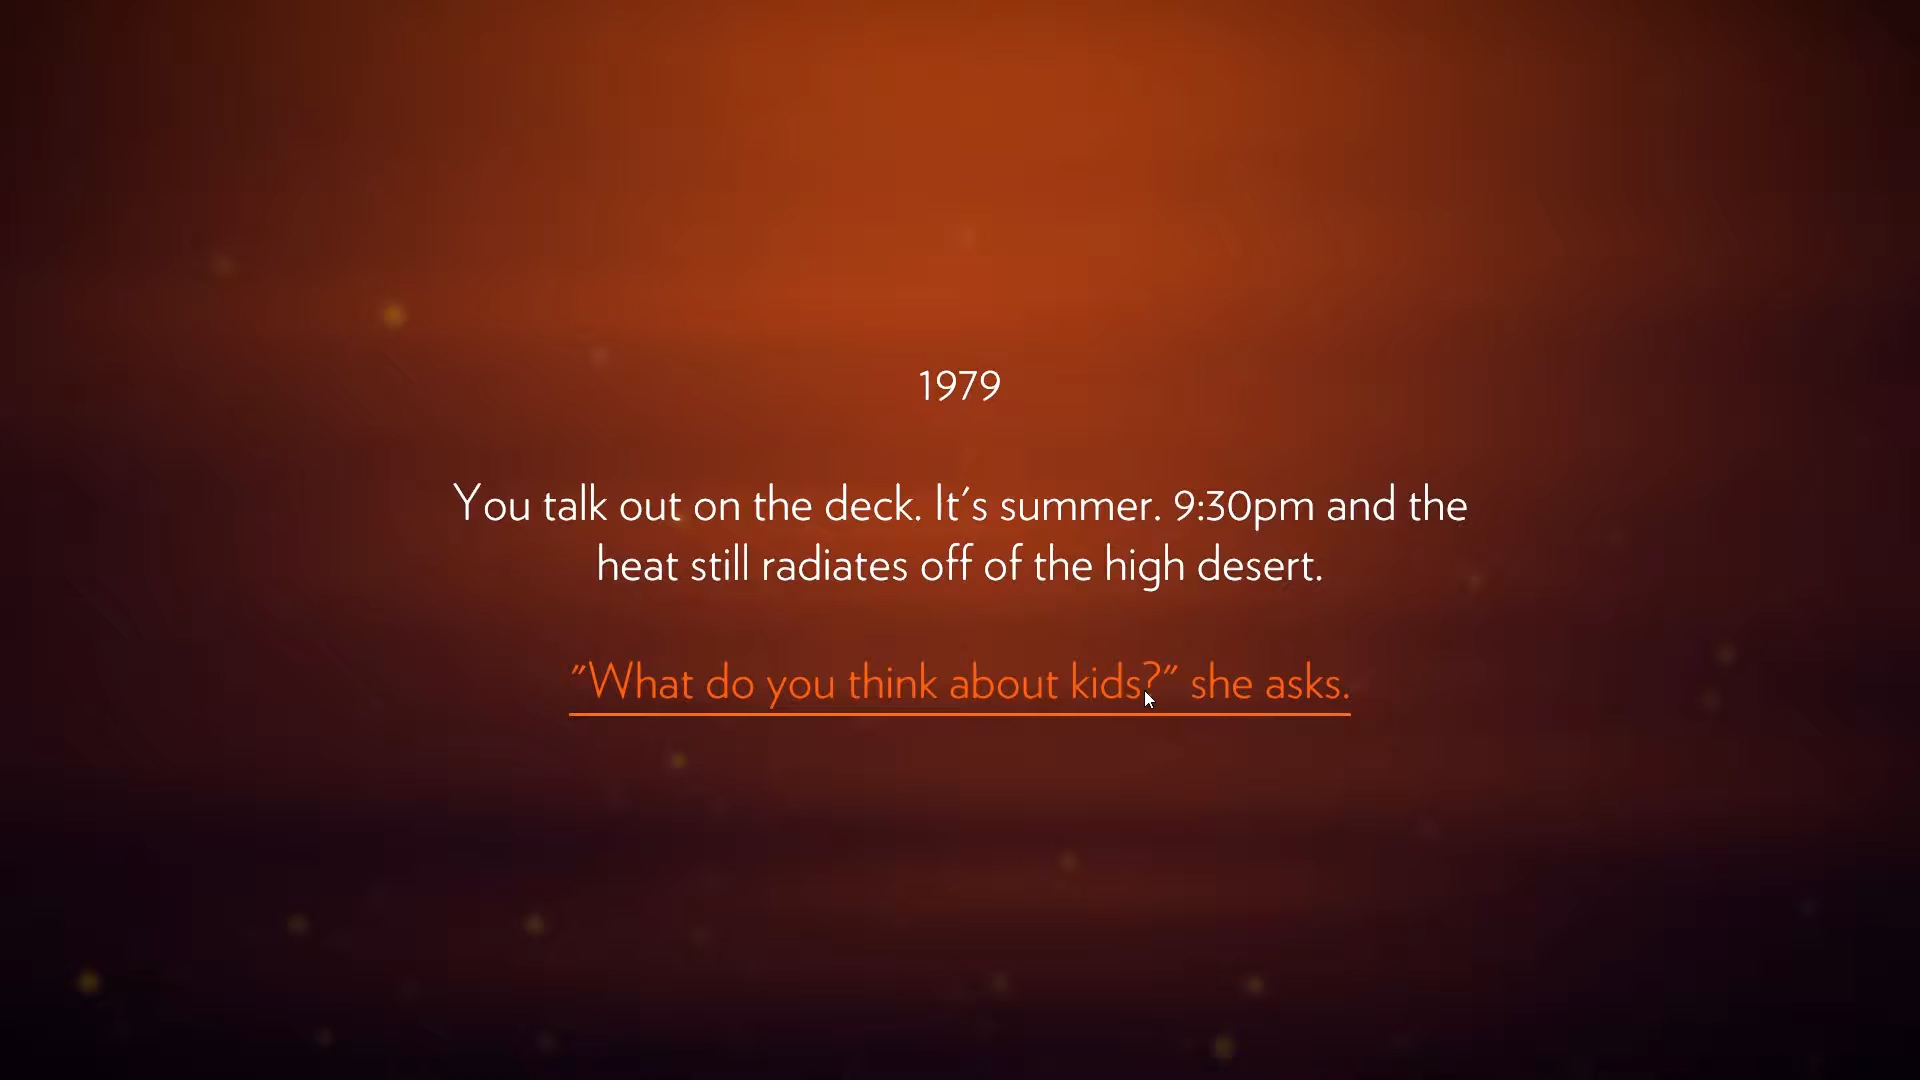 1979
You talk out on the deck. It's summer. 9:30pm and the
heat still radiates off of the high desert.
"What do you think about kids?" she asks.